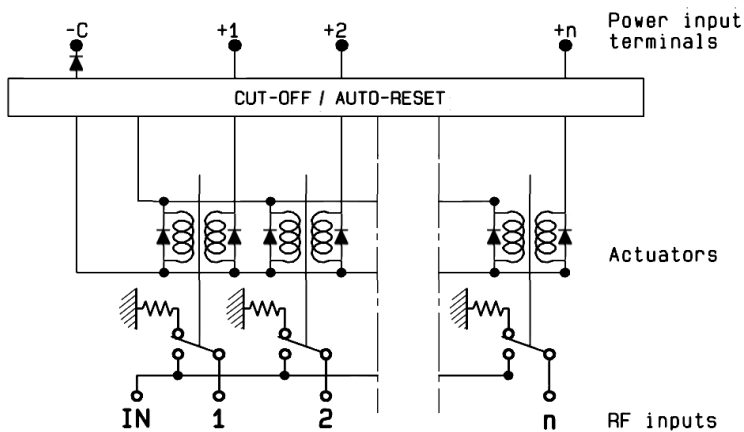 -C +1 +2 +n Power input
terminals
CUT-OFF / AUTO-RESET
Actuators
IN 1 2 n RF inputs